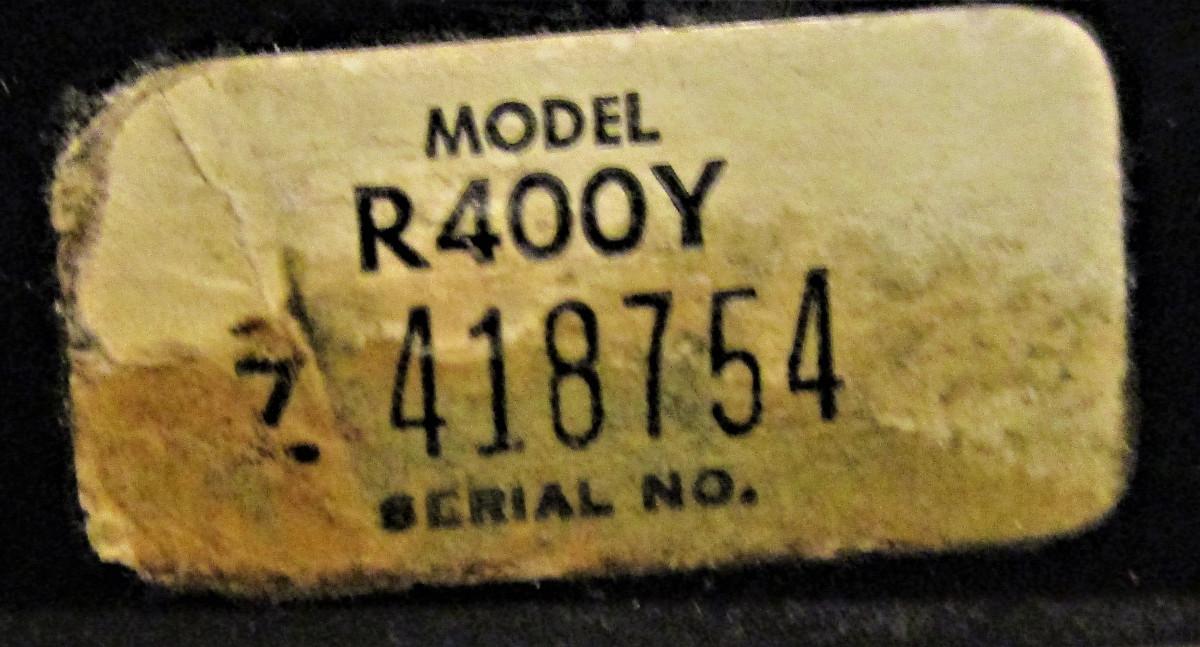 MODEL
R400Y
7. 418754
SERIAL NO.